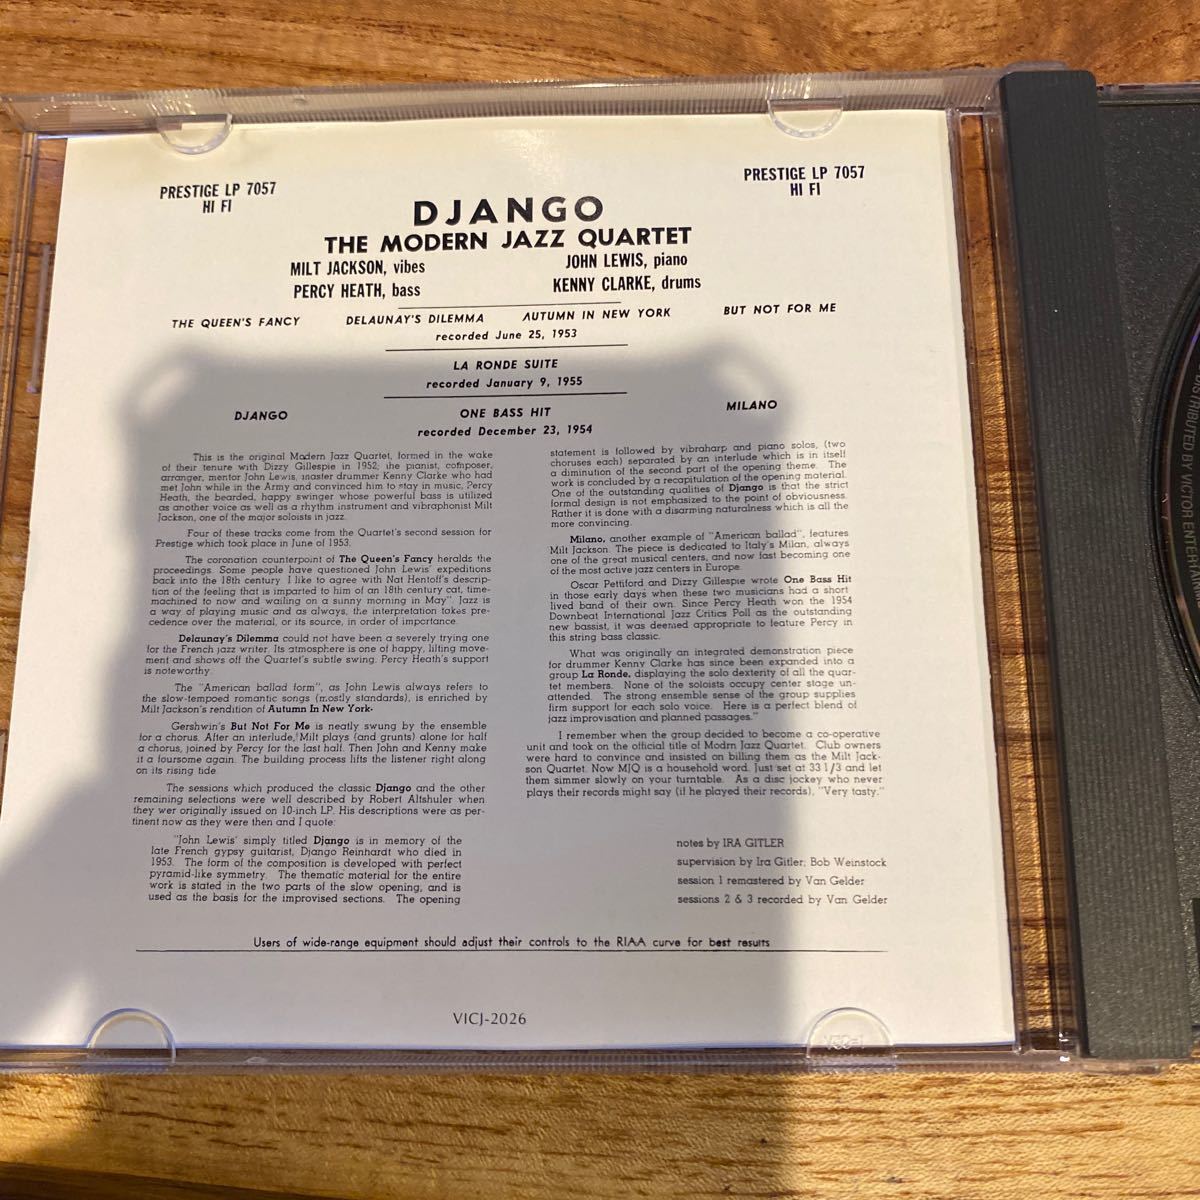 PRESTIGE LP 7057
HI FI
PRESTIGE LP 7057
HI FI
DJANGO
THE MODERN JAZZ QUARTET
MILT JACKSON, vibes
JOHN LEWIS, piano
PERCY HEATH, bass
KENNY CLARKE, drums
THE QUEEN'S FANCY DELAUNAY'S DILEMMA AUTUMN IN NEW YORK BUT NOT FOR ME
recorded June 25, 1953
LA RONDE SUITE
recorded January 9, 1955
DJANGO ONE BASS HIT MILANO
recorded December 23, 1954
This is the original Modern Jazz Quartet, formed in the wake
of their tenure with Dizzy Gillespie in 1952; the pianist, composer,
arranger, mentor John Lewis, master drummer Kenny Clarke who had
met John while in the Army and convinced him to stay in music, Percy
Heath, the bearded, happy swinger whose powerful bass is utilized
as another voice as well as a rhythm instrument and vibraphonist Milt
Jackson, one of the major soloists in jazz.
Four of these tracks come from the Quartet's second session for
Prestige which took place in June of 1953.
The coronation counterpoint of The Queen's Fancy heralds the
proceedings. Some people have questioned John Lewis' expeditions
back into the 18th century. I like to agree with Nat Hentoff's descrip-
tion of the feeling that is imparted to him of an 18th century cat, time-
machined to now and wailing on a sunny morning in May". Jazz is
a way of playing music and as always, the interpretation takes pre-
cedence over the material, or its source, in order of importance.
Delaunay's Dilemma could not have been a severely trying one
for the French jazz writer. Its atmosphere is one of happy, lilting move-
ment and shows off the Quartet's subtle swing. Percy Heath's support
is noteworthy.
The "American ballad form", as John Lewis always refers to
the slow-tempoed romantic songs (mostly standards), is enriched by
Milt Jackson's rendition of Autumn In New York.
Gershwin's But Not For Me is neatly swung by the ensemble
for a chorus. After an interlude, Milt plays (and grunts) alone for half
a chorus, joined by Percy for the last half. Then John and Kenny make
it a foursome again. The building process lifts the listener right along
on its rising tide.
The sessions which produced the classic Django and the other
remaining selections were well described by Robert Altshuler when
they wer originally issued on 10-inch LP. His descriptions were as per-
tinent now as they were then and I quote:
"John Lewis' simply titled Django is in memory of the
late French gypsy guitarist, Django Reinhardt who died in
1953. The form of the composition is developed with perfect
pyramid-like symmetry. The thematic material for the entire
work is stated in the two parts of the slow opening, and is
used as the basis for the improvised sections. The opening
statement is followed by vibraharp and piano solos, (two
choruses each) separated by an interlude which is in itself
a diminution of the second part of the opening theme. The
work is concluded by a recapitulation of the opening material.
One of the outstanding qualities of Django is that the strict
formal design is not emphasized to the point of obviousness.
Rather it is done with a disarming naturalness which is all the
more convincing.
Milano, another example of "American ballad", features
Milt Jackson. The piece is dedicated to Italy's Milan, always
one of the great musical centers, and now fast becoming one
of the most active jazz centers in Europe.
Oscar Pettiford and Dizzy Gillespie wrote One Bass Hit
in those early days when these two musicians had a short
lived band of their own. Since Percy Heath won the 1954
Downbeat International Jazz Critics Poll as the outstanding
new bassist, it was deemed appropriate to feature Percy in
this string bass classic.
What was originally an integrated demonstration piece
for drummer Kenny Clarke has since been expanded into a
group La Ronde, displaying the solo dexterity of all the quar-
tet members. None of the soloists occupy center stage un-
attended. The strong ensemble sense of the group supplies
firm support for each solo voice. Here is a perfect blend of
jazz improvisation and planned passages."
I remember when the group decided to become a co-operative
unit and took on the official title of Modrn Jazz Quartet. Club owners
were hard to convince and insisted on billing them as the Milt Jack-
son Quartet. Now MJQ is a household word. Just set at 33 1/3 and let
them simmer slowly on your turntable. As a disc jockey who never
plays their records might say (if he played their records), "Very tasty."
notes by IRA GITLER
supervision by Ira Gitler; Bob Weinstock
session 1 remastered by Van Gelder
sessions 2 & 3 recorded by Van Gelder
Users of wide-range equipment should adjust their controls to the RIAA curve for best results
VICJ-2026
DISTRIBUTED BY VICTOR